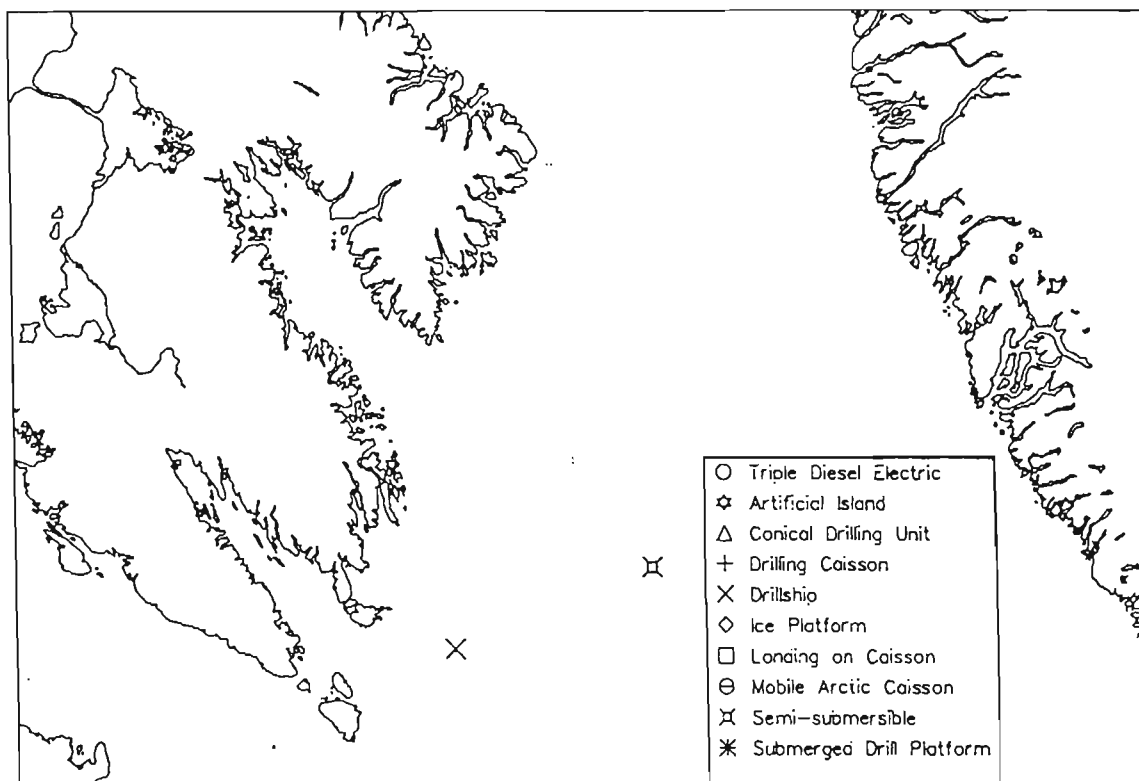 Triple Diesel Electric
Artificial Island
Conical Drilling Unit
Drilling Caisson
Drillship
Ice Platform
Landing on Caisson
Mobile Arctic Caisson
Semi-submersible
Submerged Drill Platform